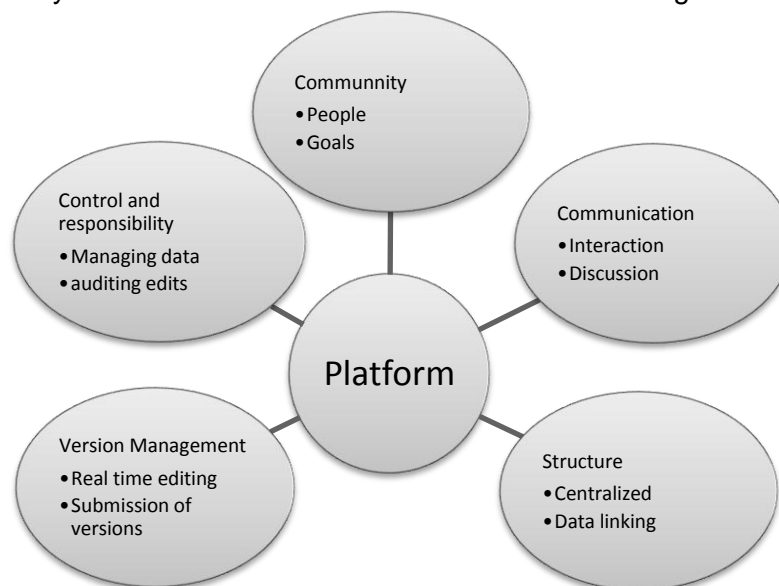 Communnity
•People
•Goals
Control and
responsibility
•Managing data
•auditing edits
Communication
•Interaction
•Discussion
Platform
Version Management
•Real time editing
•Submission of
versions
Structure
•Centralized
•Data linking